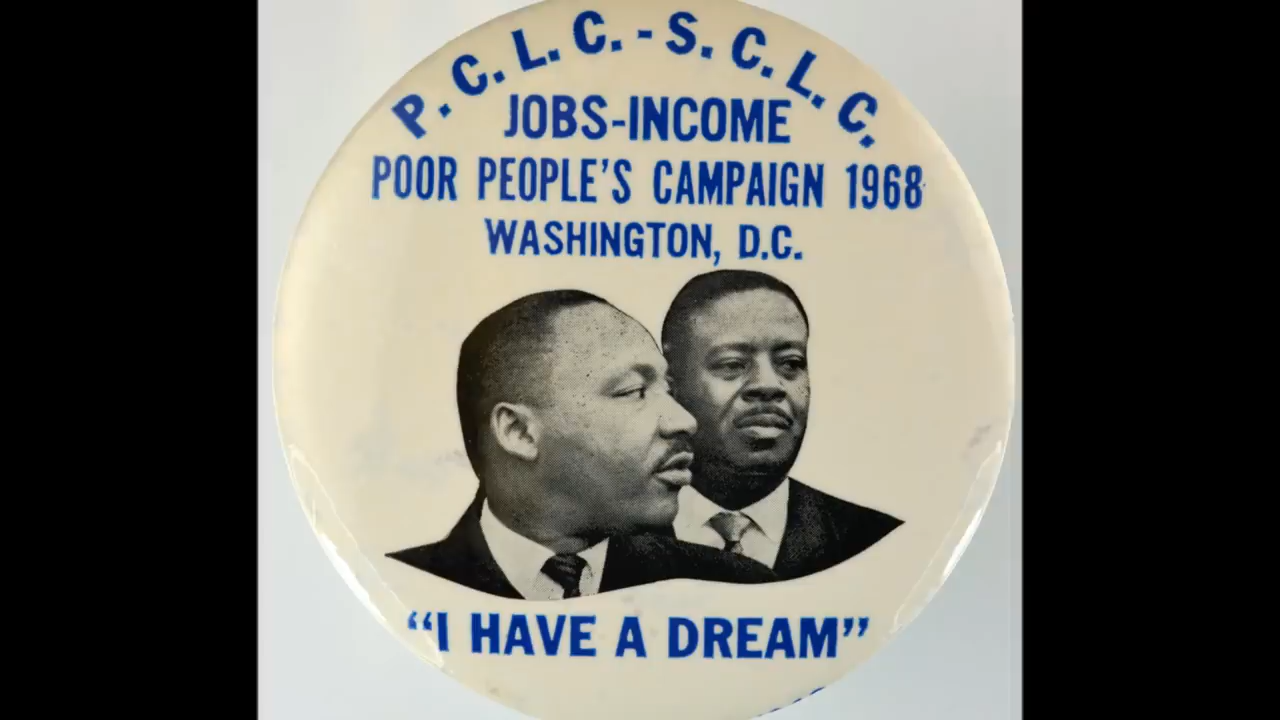 P.C.L.C.-S.C.L.C.
JOBS-INCOME
POOR PEOPLE'S CAMPAIGN 1968
WASHINGTON, D.C.
“I HAVE A DREAM”